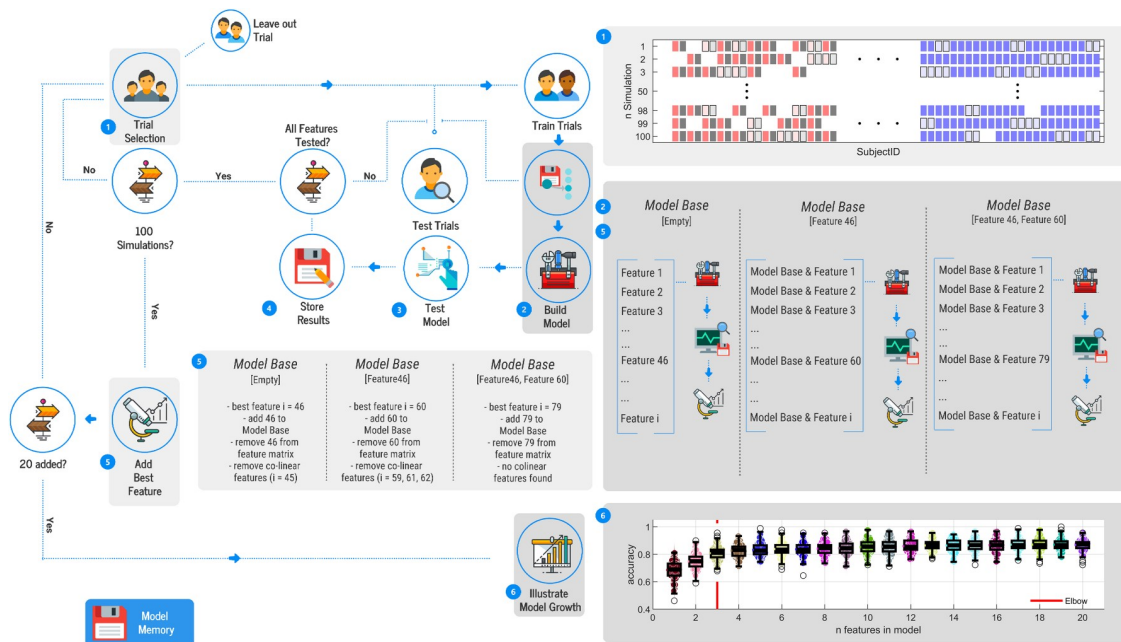 Leave out
Trial
1
Trial
Selection
Train Trials
All Features
Tested?
No
Yes
No
No
100
Simulations?
Test Trials
4
Store
Results
3
Test
Model
2
Build
Model
Yes
5
Model Base
[Empty]
- best feature i = 46
- add 46 to
Model Base
- remove 46 from
feature matrix
- remove co-linear
features (i = 45)
Model Base
[Feature46]
- best feature i = 60
- add 60 to
Model Base
- remove 60 from
feature matrix
- remove co-linear
features (i = 59, 61, 62)
Model Base
[Feature46, Feature 60]
- best feature i = 79
- add 79 to
Model Base
- remove 79 from
feature matrix
- no colinear
features found
20 added?
5
Add
Best
Feature
Yes
6
Illustrate
Model Growth
Model
Memory
1
n Simulation
1
2
3
50
98
99
100
SubjectID
2
5
Model Base
[Empty]
Feature 1
Feature 2
Feature 3
...
...
Feature 46
...
...
Feature i
Model Base
[Feature 46]
Model Base & Feature 1
Model Base & Feature 2
Model Base & Feature 3
...
...
Model Base & Feature 60
...
...
Model Base & Feature i
Model Base
[Feature 46, Feature 60]
Model Base & Feature 1
Model Base & Feature 2
Model Base & Feature 3
...
...
Model Base & Feature 79
...
...
Model Base & Feature i
6
accuracy
1
0.8
0.6
0.4
Elbow
0 2 4 6 8 10 12 14 16 18 20
n features in model